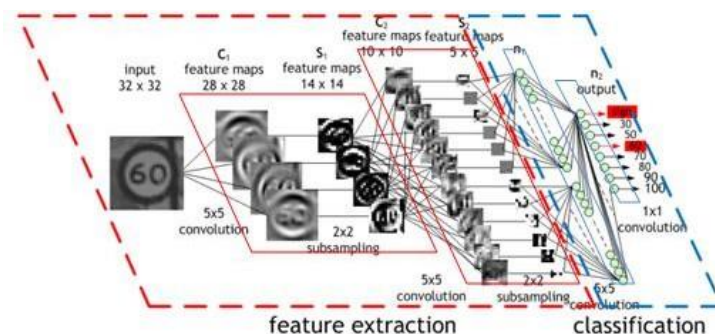 input
32 x 32
C1
feature maps
28 x 28
S1
feature maps
14 x 14
C2
feature maps
10 x 10
S2
feature maps
5 x 5
n1
n2
output
30
50
70
80
90
100
60
5x5
convolution
2x2
subsampling
5x5
convolution
2x2
subsampling
convolution
1x1
convolution
feature extraction
classification